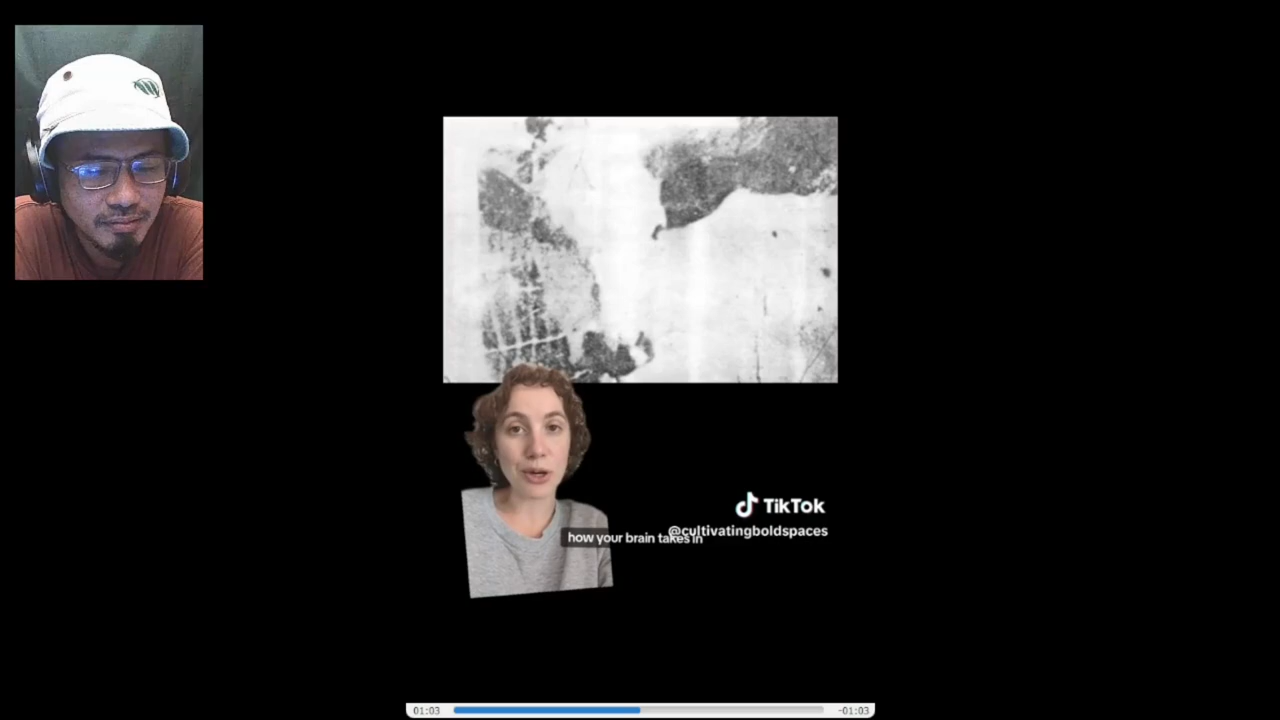 TikTok
@cultivatingboldspaces
how your brain takes in
01:03
-01:03